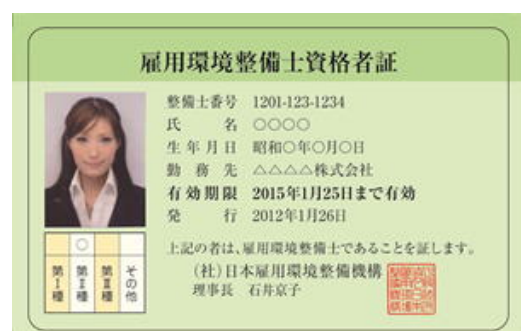 雇用環境整備士資格者証
整備士番号 1201-123-1234
氏 名 ○○○○
生年月日 昭和○年○月○日
勤務先 △△△△株式会社
有効期限 2015年1月25日まで有効
発 行 2012年1月26日
○
第Ⅰ種 第Ⅱ種 第Ⅲ種 その他
上記の者は、雇用環境整備士であることを証します。
(社)日本雇用環境整備機構
理事長 石井京子